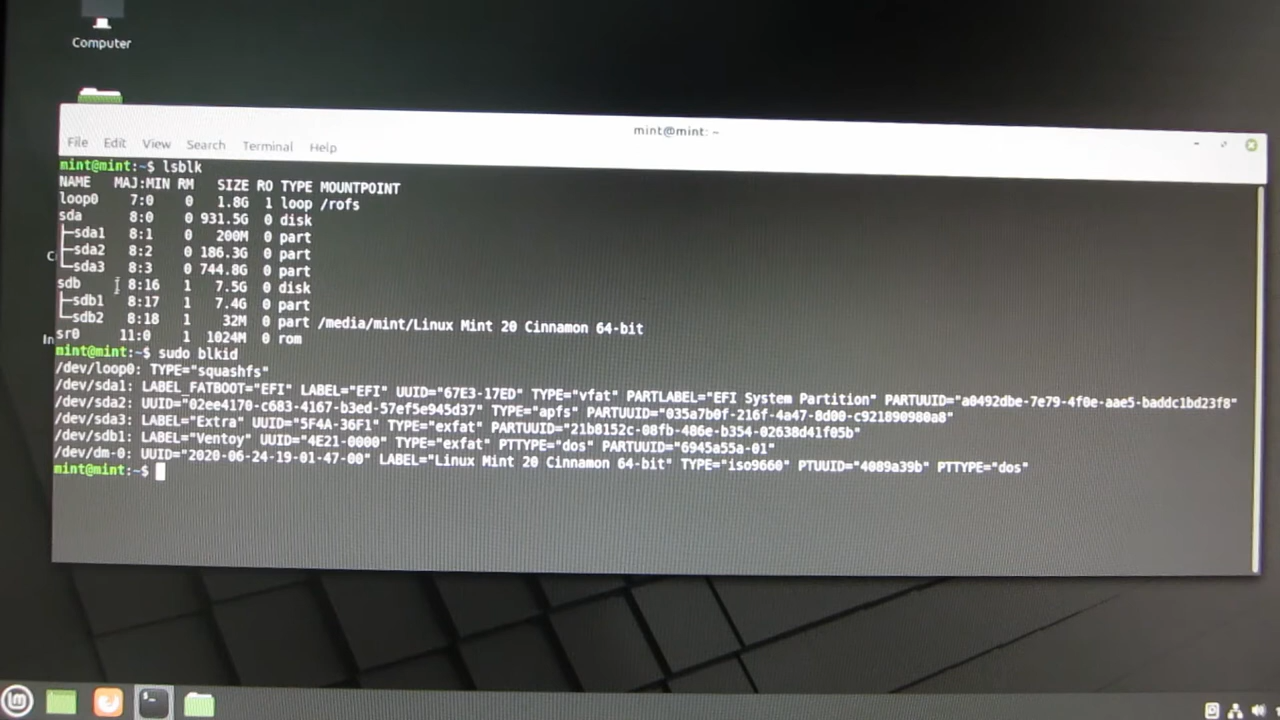 Computer
mint@mint: ~
File Edit View Search Terminal Help
mint@mint:~$ lsblk
NAME MAJ:MIN RM SIZE RO TYPE MOUNTPOINT
loop0 7:0 0 1.8G 1 loop /rofs
sda 8:0 0 931.5G 0 disk
├─sda1 8:1 0 200M 0 part
├─sda2 8:2 0 186.3G 0 part
└─sda3 8:3 0 744.8G 0 part
sdb 8:16 1 7.5G 0 disk
├─sdb1 8:17 1 7.4G 0 part
└─sdb2 8:18 1 32M 0 part /media/mint/Linux Mint 20 Cinnamon 64-bit
sr0 11:0 1 1024M 0 rom
mint@mint:~$ sudo blkid
/dev/loop0: TYPE="squashfs"
/dev/sda1: LABEL_FATBOOT="EFI" LABEL="EFI" UUID="67E3-17ED" TYPE="vfat" PARTLABEL="EFI System Partition" PARTUUID="a0492dbe-7e79-4f0e-aae5-baddc1bd23f8"
/dev/sda2: UUID="02ee4170-c683-4167-b3ed-57ef5e945d37" TYPE="apfs" PARTUUID="035a7b0f-216f-4a47-8d00-c921890980a8"
/dev/sda3: LABEL="Extra" UUID="5F4A-36F1" TYPE="exfat" PARTUUID="21b8152c-08fb-486e-b354-02638d41f05b"
/dev/sdb1: LABEL="Ventoy" UUID="4E21-0000" TYPE="exfat" PTTYPE="dos" PARTUUID="6945a55a-01"
/dev/dm-0: UUID="2020-06-24-19-01-47-00" LABEL="Linux Mint 20 Cinnamon 64-bit" TYPE="iso9660" PTUUID="4089a39b" PTTYPE="dos"
mint@mint:~$